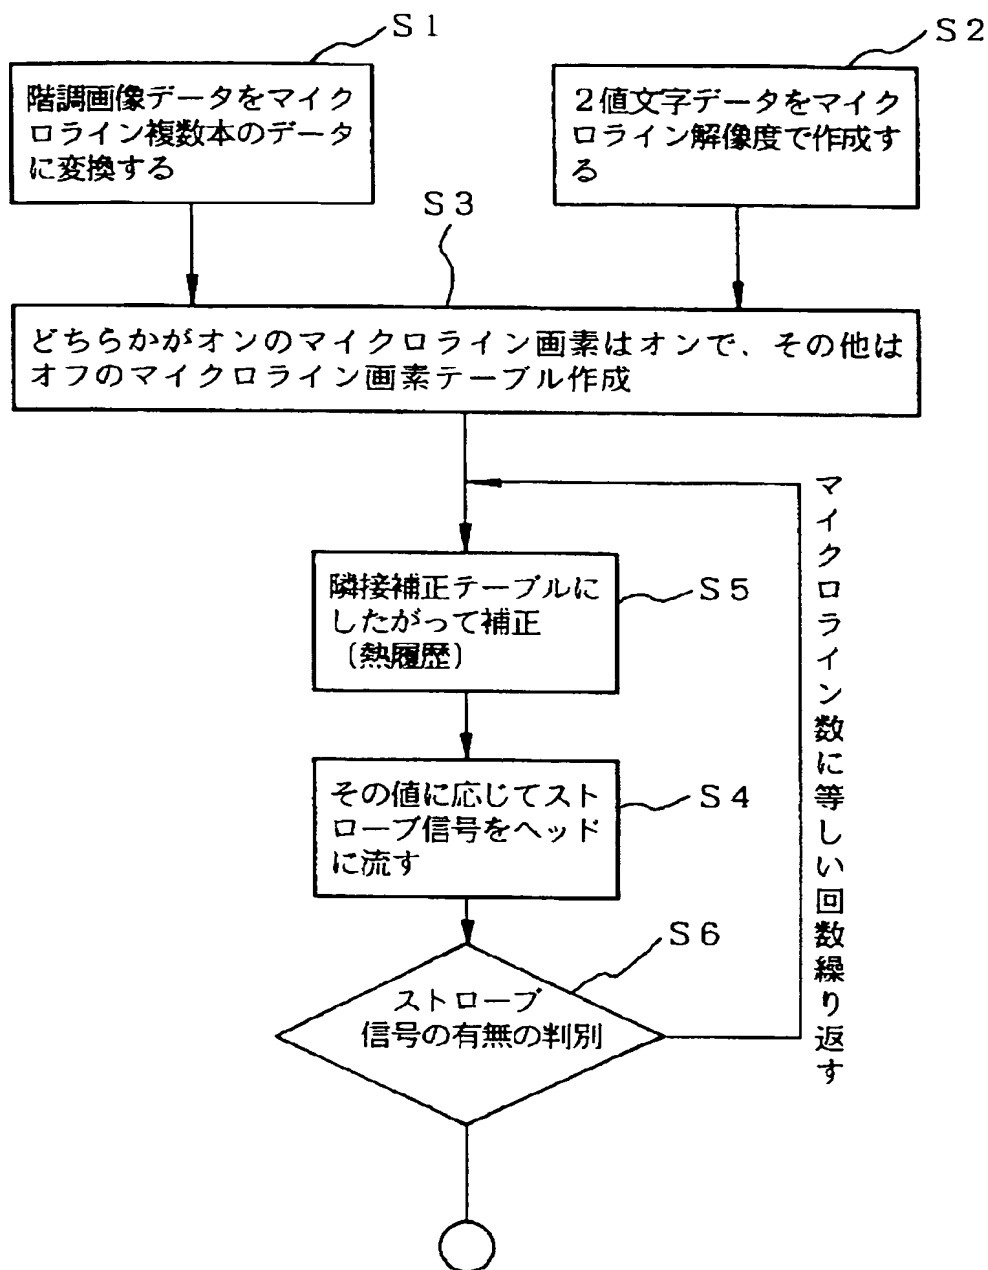 S1
階調画像データをマイク
ロライン複数本のデータ
に変換する
S2
2値文字データをマイク
ロライン解像度で作成す
る
S3
どちらかがオンのマイクロライン画素はオンで、その他は
オフのマイクロライン画素テーブル作成
S5
隣接補正テーブルに
したがって補正
(熱履歴)
S4
その値に応じてスト
ローブ信号をヘッド
に流す
S6
ストローブ
信号の有無の判別
マイクロライン数に等しい回数繰り返す